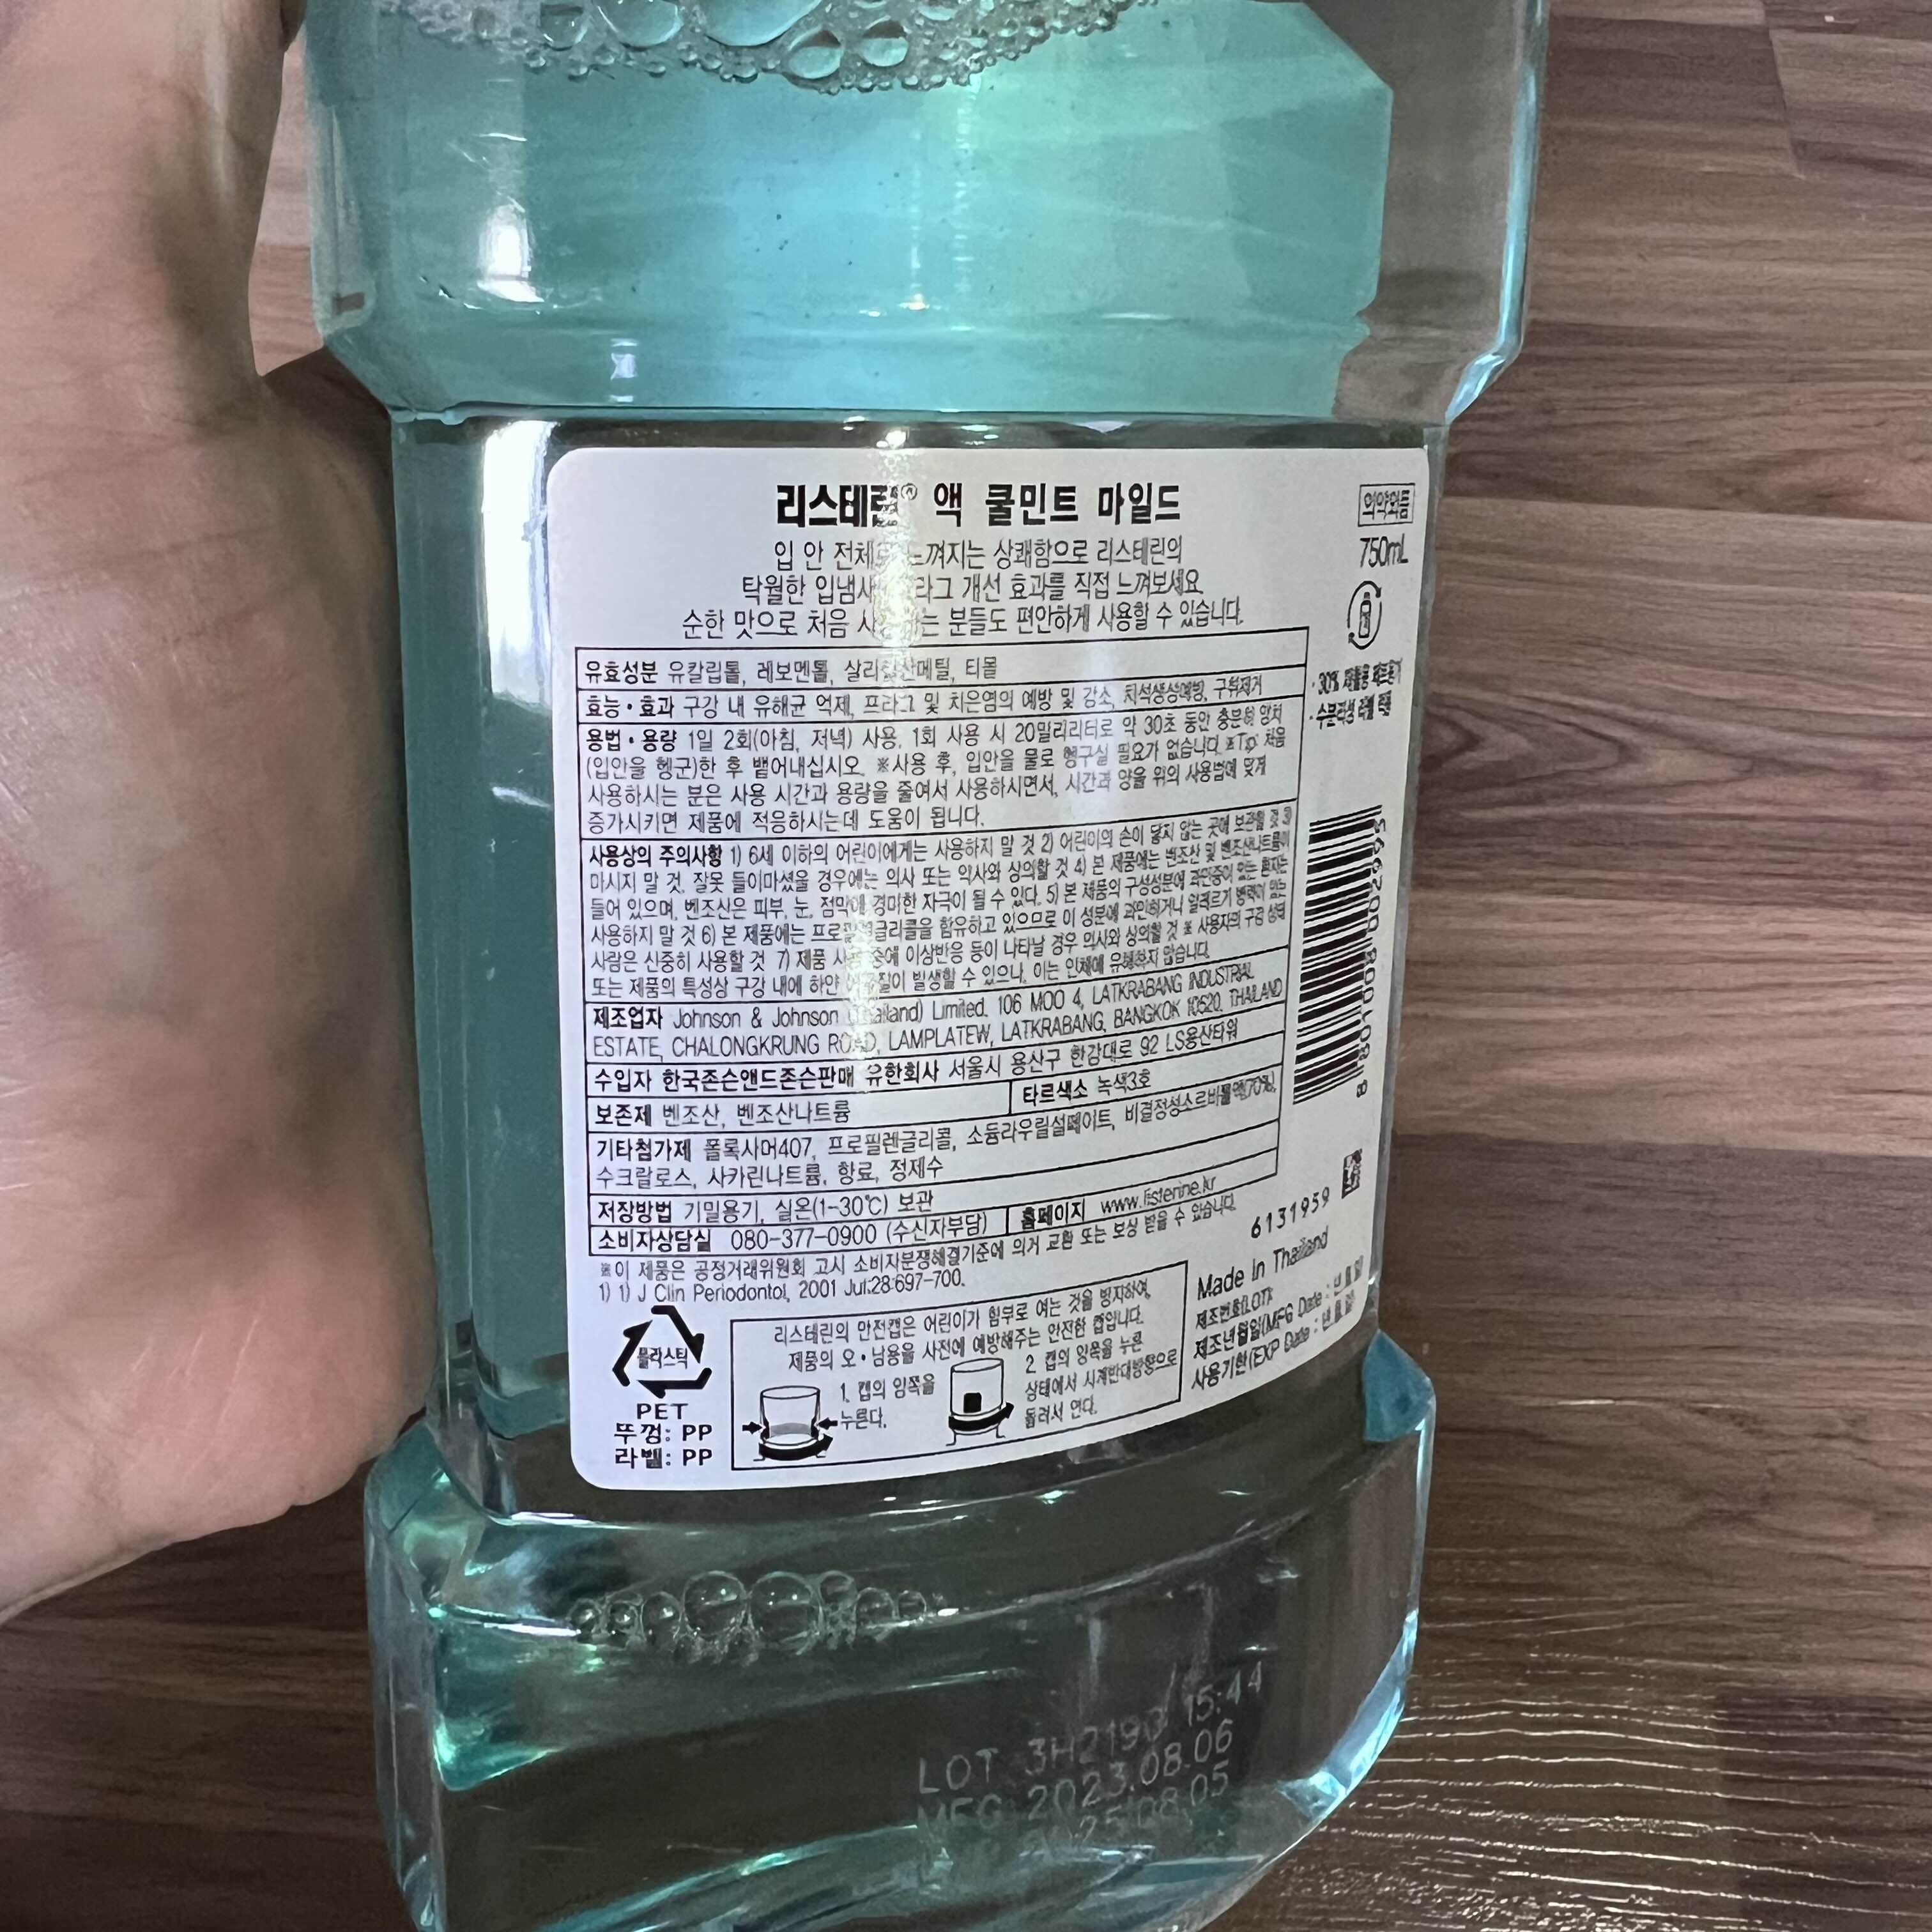 리스테린® 액 쿨민트 마일드
의약외품
750mL
입 안 전체로 느껴지는 상쾌함으로 리스테린의
탁월한 입냄새 개선 효과를 직접 느껴보세요
순한 맛으로 처음 사용하는 분들도 편안하게 사용할 수 있습니다.
유효성분 유칼립톨, 레보멘톨, 살리실산메틸, 티몰
효능•효과 구강 내 유해균 억제, 프라그 및 치은염의 예방 및 감소, 치석생성예방, 구취제거
용법•용량 1일 2회(아침, 저녁) 사용. 1회 사용 시 20밀리리터로 약 30초 동안 충분히 양치
(입안을 헹군)한 후 뱉어내십시오. ※사용 후, 입안을 물로 헹구실 필요가 없습니다. ※Tip: 처음
사용하시는 분은 사용 시간과 용량을 줄여서 사용하시면서, 시간과 양을 위의 사용법에 맞게
증가시키면 제품에 적응하시는데 도움이 됩니다.
사용상의 주의사항 1) 6세 이하의 어린이에게는 사용하지 말 것 2) 어린이의 손이 닿지 않는 곳에 보관할 것 3)
마시지 말 것. 잘못 들이마셨을 경우에는 의사 또는 약사와 상의할 것 4) 본 제품에는 벤조산 및 벤조산나트륨이
들어 있으며, 벤조산은 피부, 눈, 점막에 경미한 자극이 될 수 있다. 5) 본 제품의 구성성분에 과민증이 있는 환자는
사용하지 말 것 6) 본 제품에는 프로필렌글리콜을 함유하고 있으므로 이 성분에 과민하거나 알레르기 병력이 있는
사람은 신중히 사용할 것 7) 제품 사용 중에 이상반응 등이 나타날 경우 의사와 상의할 것 ※ 사용자의 구강 상태
또는 제품의 특성상 구강 내에 하얀 이물질이 발생할 수 있으나, 이는 인체에 유해하지 않습니다.
제조업자 Johnson & Johnson (Thailand) Limited. 106 MOO 4, LATKRABANG INDUSTRIAL
ESTATE, CHALONGKRUNG ROAD, LAMPLATEW, LATKRABANG, BANGKOK 10520, THAILAND
수입자 한국존슨앤드존슨판매 유한회사 서울시 용산구 한강대로 92 LS용산타워
보존제 벤조산, 벤조산나트륨
타르색소 녹색3호
기타첨가제 폴록사머407, 프로필렌글리콜, 소듐라우릴설페이트, 비결정성소르비톨액(70%),
수크랄로스, 사카린나트륨, 향료, 정제수
저장방법 기밀용기, 실온(1-30℃) 보관
소비자상담실 080-377-0900 (수신자부담)
홈페이지 www.listerine.kr
※이 제품은 공정거래위원회 고시 소비자분쟁해결기준에 의거 교환 또는 보상 받을 수 있습니다.
1) 1) J Clin Periodontol, 2001 Jul:28:697-700.
플라스틱
PET
뚜껑: PP
라벨: PP
리스테린의 안전캡은 어린이가 함부로 여는 것을 방지하여,
제품의 오•남용을 사전에 예방해주는 안전한 캡입니다.
1. 캡의 양쪽을
누른다.
2. 캡의 양쪽을 누른
상태에서 시계반대방향으로
돌려서 연다.
• 30% 재활용 페트용기
• 수분리성 라벨 적용
8 801008 002995
6131959
Made in Thailand
제조번호(LOT):
제조년월일(MFG Date : 년.월.일)
사용기한(EXP Date : 년.월.일)
LOT 3H2190 15:44
MFG 2023.08.06
2025.08.05